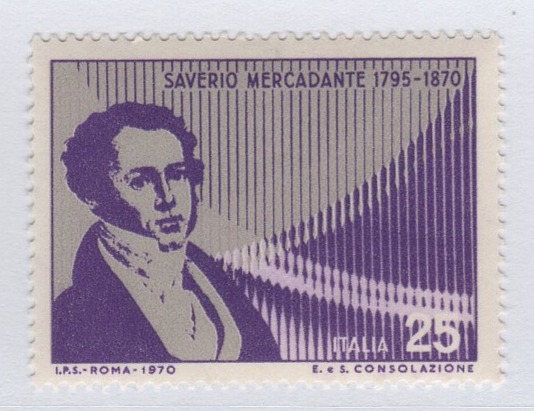 SAVERIO MERCADANTE 1795-1870
ITALIA 25
I.P.S.-ROMA-1970 E. e S. CONSOLAZIONE